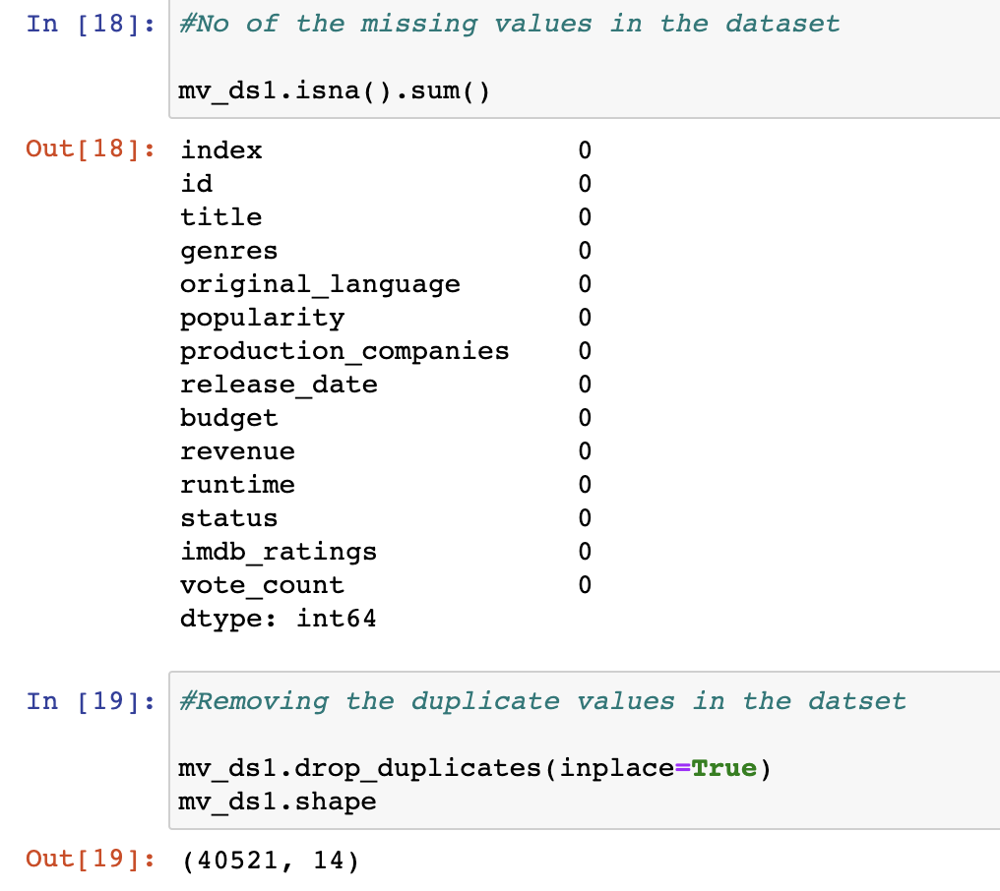 In [18]: #No of the missing values in the dataset
mv_ds1.isna().sum()
Out[18]: index 0
id 0
title 0
genres 0
original_language 0
popularity 0
production_companies 0
release_date 0
budget 0
revenue 0
runtime 0
status 0
imdb_ratings 0
vote_count 0
dtype: int64
In [19]: #Removing the duplicate values in the datset
mv_ds1.drop_duplicates(inplace=True)
mv_ds1.shape
Out[19]: (40521, 14)